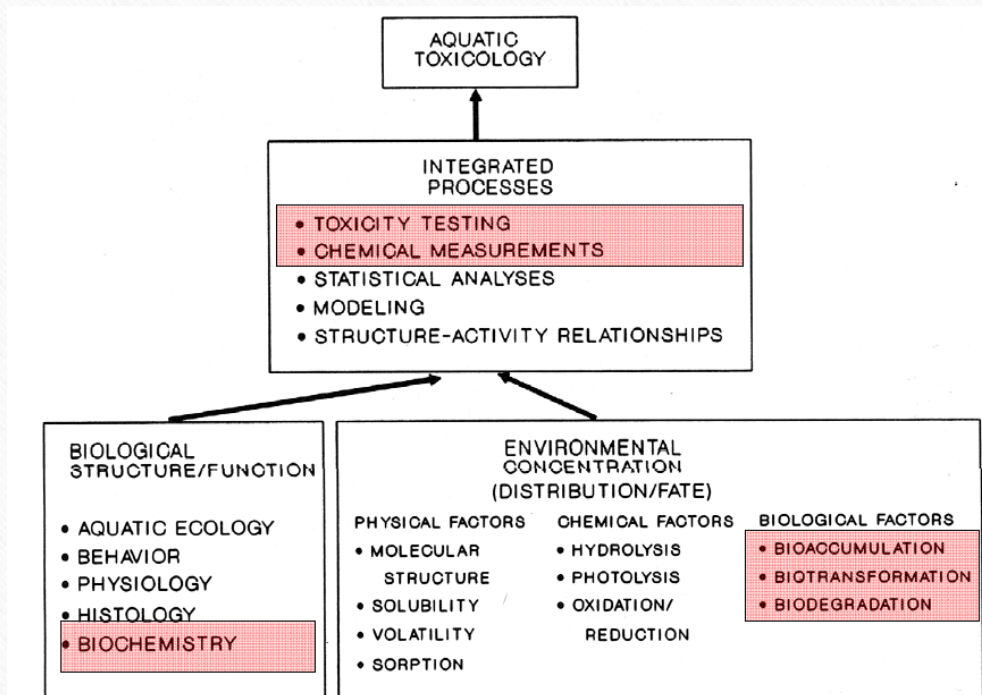 AQUATIC
TOXICOLOGY
INTEGRATED
PROCESSES
• TOXICITY TESTING
• CHEMICAL MEASUREMENTS
• STATISTICAL ANALYSES
• MODELING
• STRUCTURE-ACTIVITY RELATIONSHIPS
BIOLOGICAL
STRUCTURE/FUNCTION
• AQUATIC ECOLOGY
• BEHAVIOR
• PHYSIOLOGY
• HISTOLOGY
• BIOCHEMISTRY
ENVIRONMENTAL
CONCENTRATION
(DISTRIBUTION/FATE)
PHYSICAL FACTORS
• MOLECULAR
STRUCTURE
• SOLUBILITY
• VOLATILITY
• SORPTION
CHEMICAL FACTORS
• HYDROLYSIS
• PHOTOLYSIS
• OXIDATION/
REDUCTION
BIOLOGICAL FACTORS
• BIOACCUMULATION
• BIOTRANSFORMATION
• BIODEGRADATION